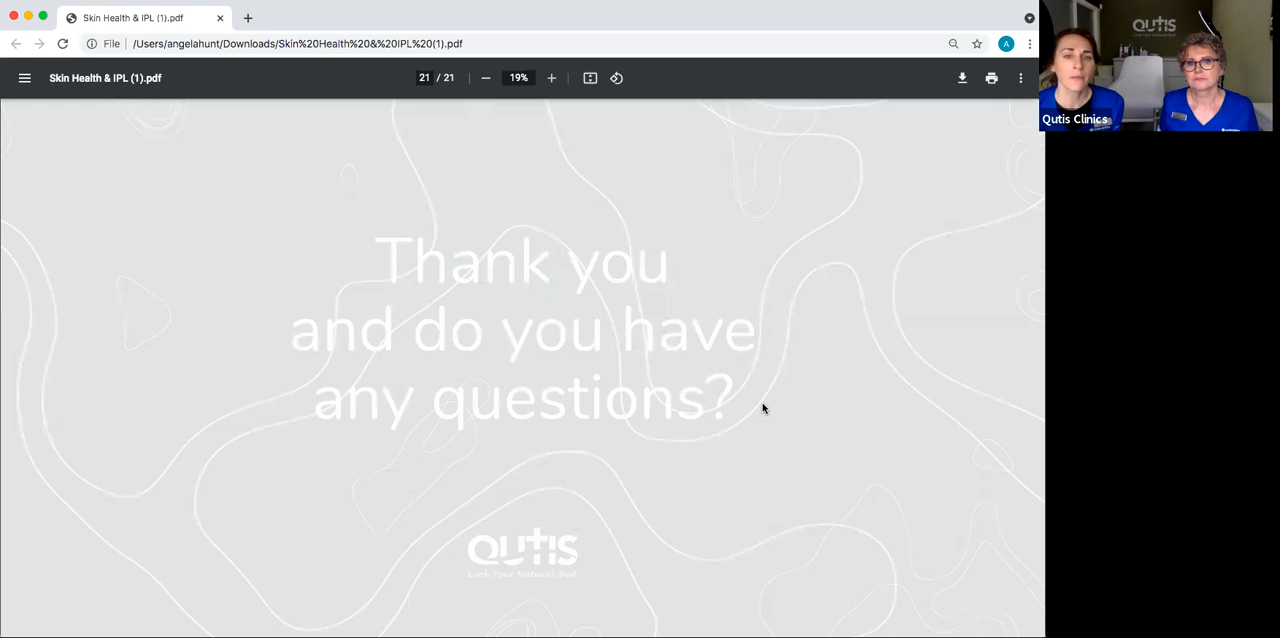 Skin Health & IPL (1).pdf
File
/Users/angelahunt/Downloads/Skin%20Health%20&%20IPL%20(1).pdf
A
Skin Health & IPL (1).pdf
21 / 21
19%
QUTIS
Qutis Clinics
Thank you
and do you have
any questions?
QUTIS
Look Your Natural Best